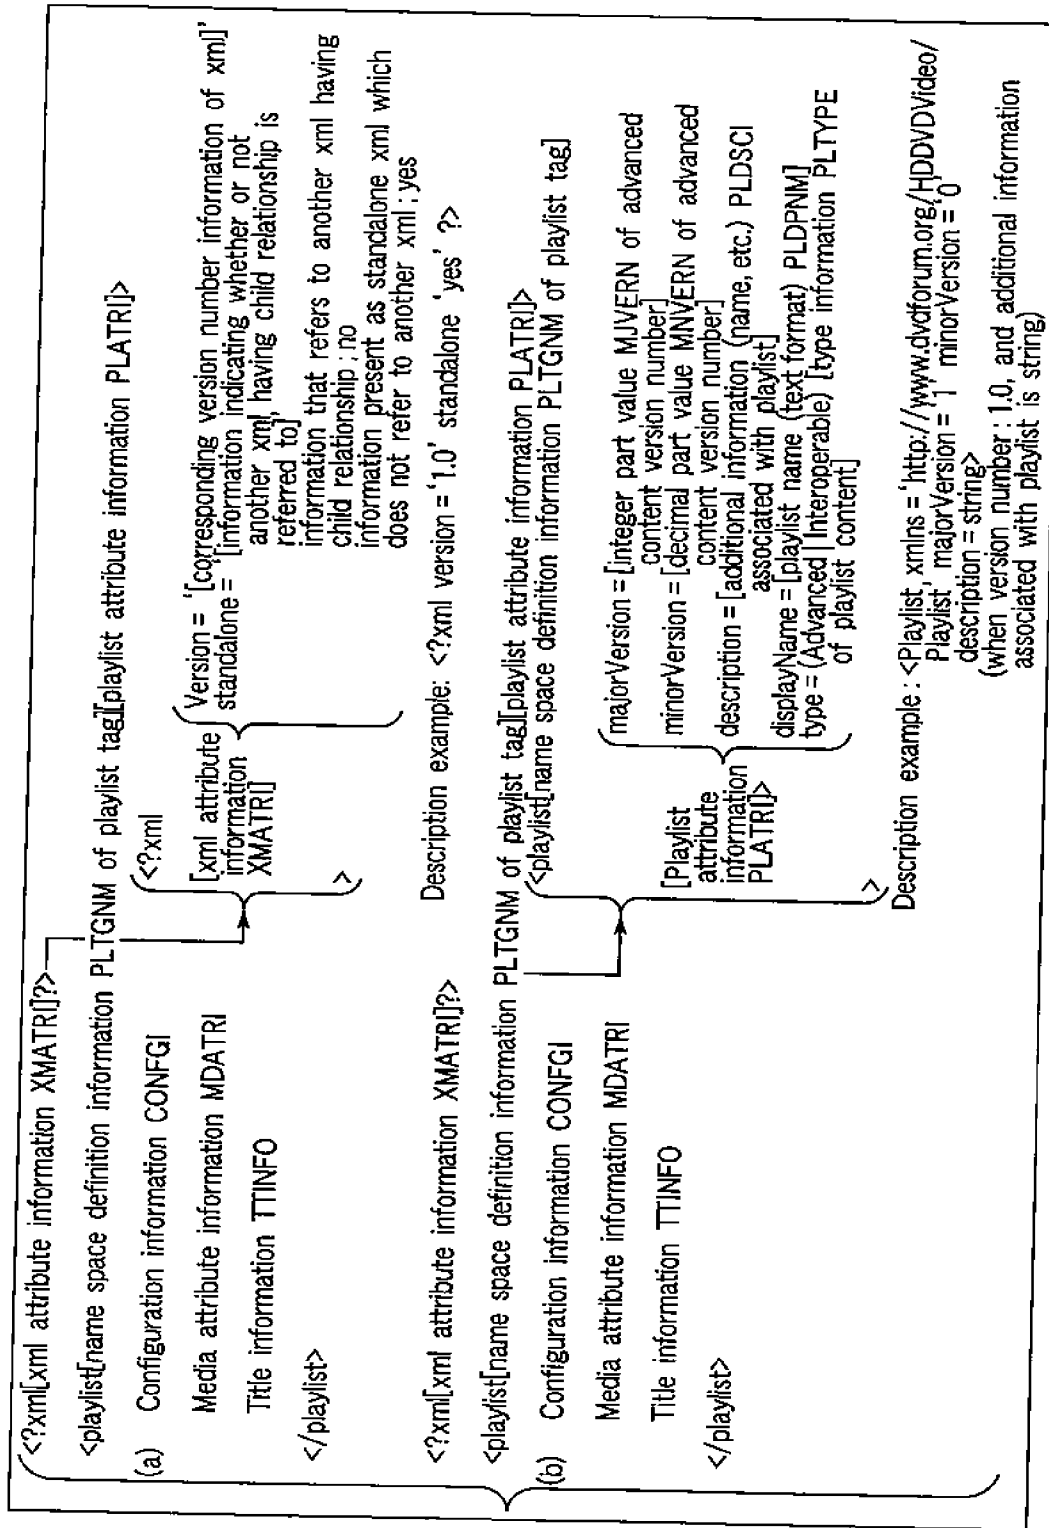 <?xml[xml attribute information XMATRI]?>
<playlist[name space definition information PLTGNM of playlist tag][playlist attribute information PLATRI]>
(a) Configuration information CONFGI
Media attribute information MDATRI
Title information TTINFO
</playlist>
<?xml
[xml attribute
information
XMATRI]
>
Version = '[corresponding version number information of xml]'
standalone = '[information indicating whether or not
another xml, having child relationship is
referred to]
information that refers to another xml having
child relationship ; no
information present as standalone xml which
does not refer to another xml ; yes
Description example: <?xml version = '1.0' standalone 'yes' ?>
<?xml[xml attribute information XMATRI]?>
<playlist[name space definition information PLTGNM of playlist tag][playlist attribute information PLATRI]>
(b) Configuration information CONFGI
Media attribute information MDATRI
Title information TTINFO
</playlist>
<playlist[name space definition information PLTGNM of playlist tag]
[Playlist
attribute
information
PLATRI]>
>
majorVersion = [integer part value MJVERN of advanced
content version number]
minorVersion = [decimal part value MNVERN of advanced
content version number]
description = [additional information (name, etc.) PLDSCI
associated with playlist]
displayName = [playlist name (text format) PLDPNM]
type = (Advanced | Interoperable) [type information PLTYPE
of playlist content]
Description example : <Playlist, xmlns = 'http://www.dvdforum.org/HDDVDVideo/
Playlist' majorVersion = '1' minorVersion = '0'
description = string>
(when version number : 1.0, and additional information
associated with playlist is string)